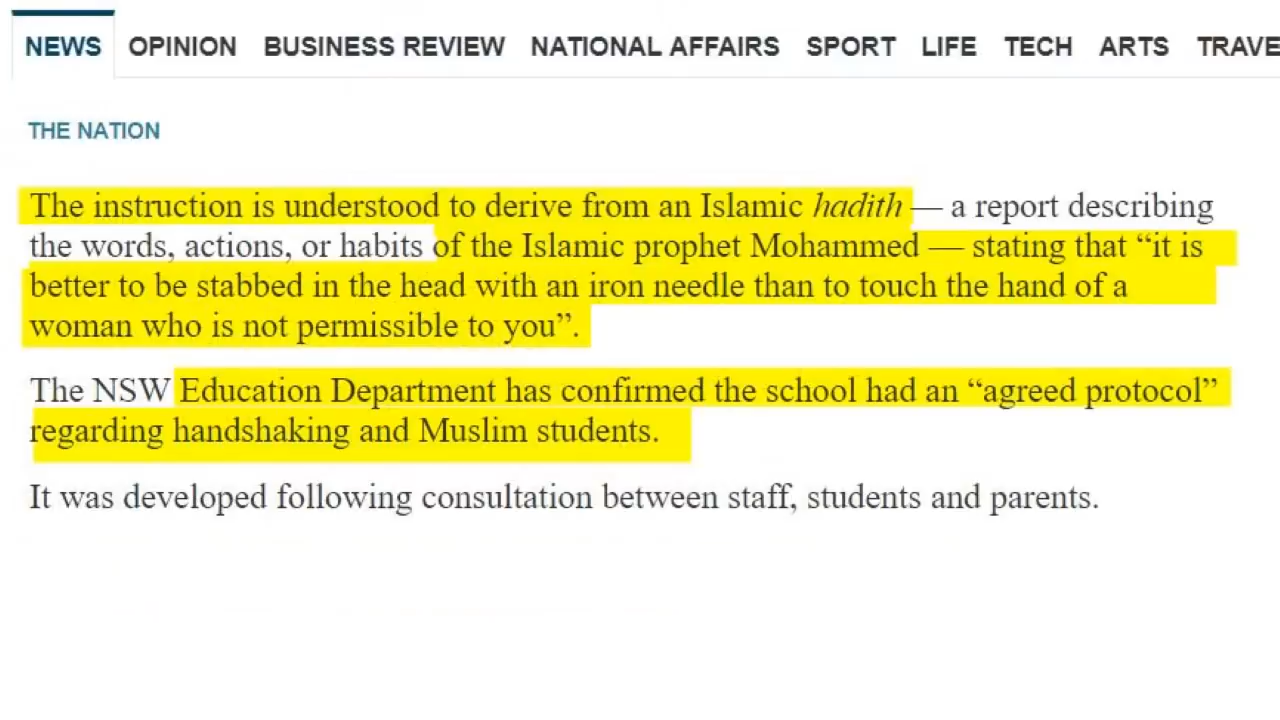 NEWS OPINION BUSINESS REVIEW NATIONAL AFFAIRS SPORT LIFE TECH ARTS TRAVE
THE NATION
The instruction is understood to derive from an Islamic hadith — a report describing
the words, actions, or habits of the Islamic prophet Mohammed — stating that “it is
better to be stabbed in the head with an iron needle than to touch the hand of a
woman who is not permissible to you”.
The NSW Education Department has confirmed the school had an “agreed protocol”
regarding handshaking and Muslim students.
It was developed following consultation between staff, students and parents.